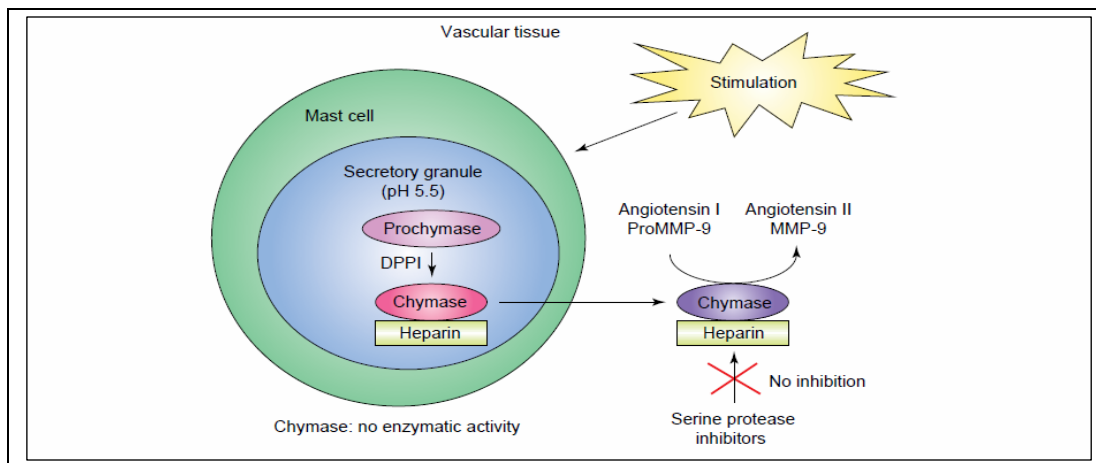 Vascular tissue
Stimulation
Mast cell
Secretory granule
(pH 5.5)
Prochymase
DPPI
Chymase
Heparin
Angiotensin I
ProMMP-9
Angiotensin II
MMP-9
Chymase
Heparin
No inhibition
Serine protease
inhibitors
Chymase: no enzymatic activity